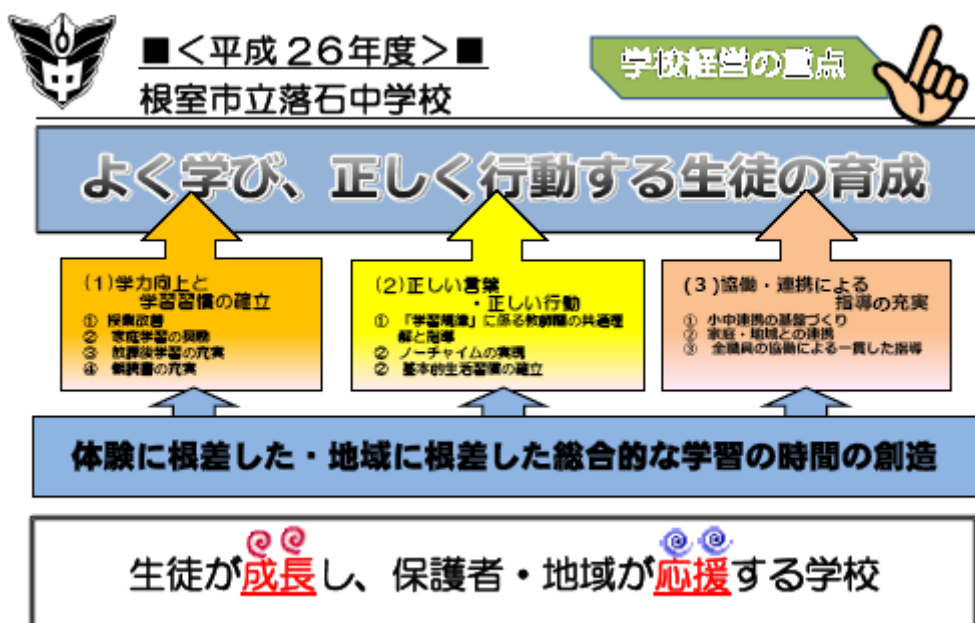 ■<平成26年度>■
根室市立落石中学校
学校経営の重点
よく学び、正しく行動する生徒の育成
(1)学力向上と
学習習慣の確立
① 授業改善
② 家庭学習の奨励
③ 放課後学習の充実
④ 朝読書の充実
(2)正しい言葉
・正しい行動
① 「学習規律」に係る教師間の共通理
解と指導
② ノーチャイムの実現
② 基本的生活習慣の確立
(3)協働・連携による
指導の充実
① 小中連携の基盤づくり
② 家庭・地域との連携
③ 全職員の協働による一貫した指導
体験に根差した・地域に根差した総合的な学習の時間の創造
生徒が成長し、保護者・地域が応援する学校